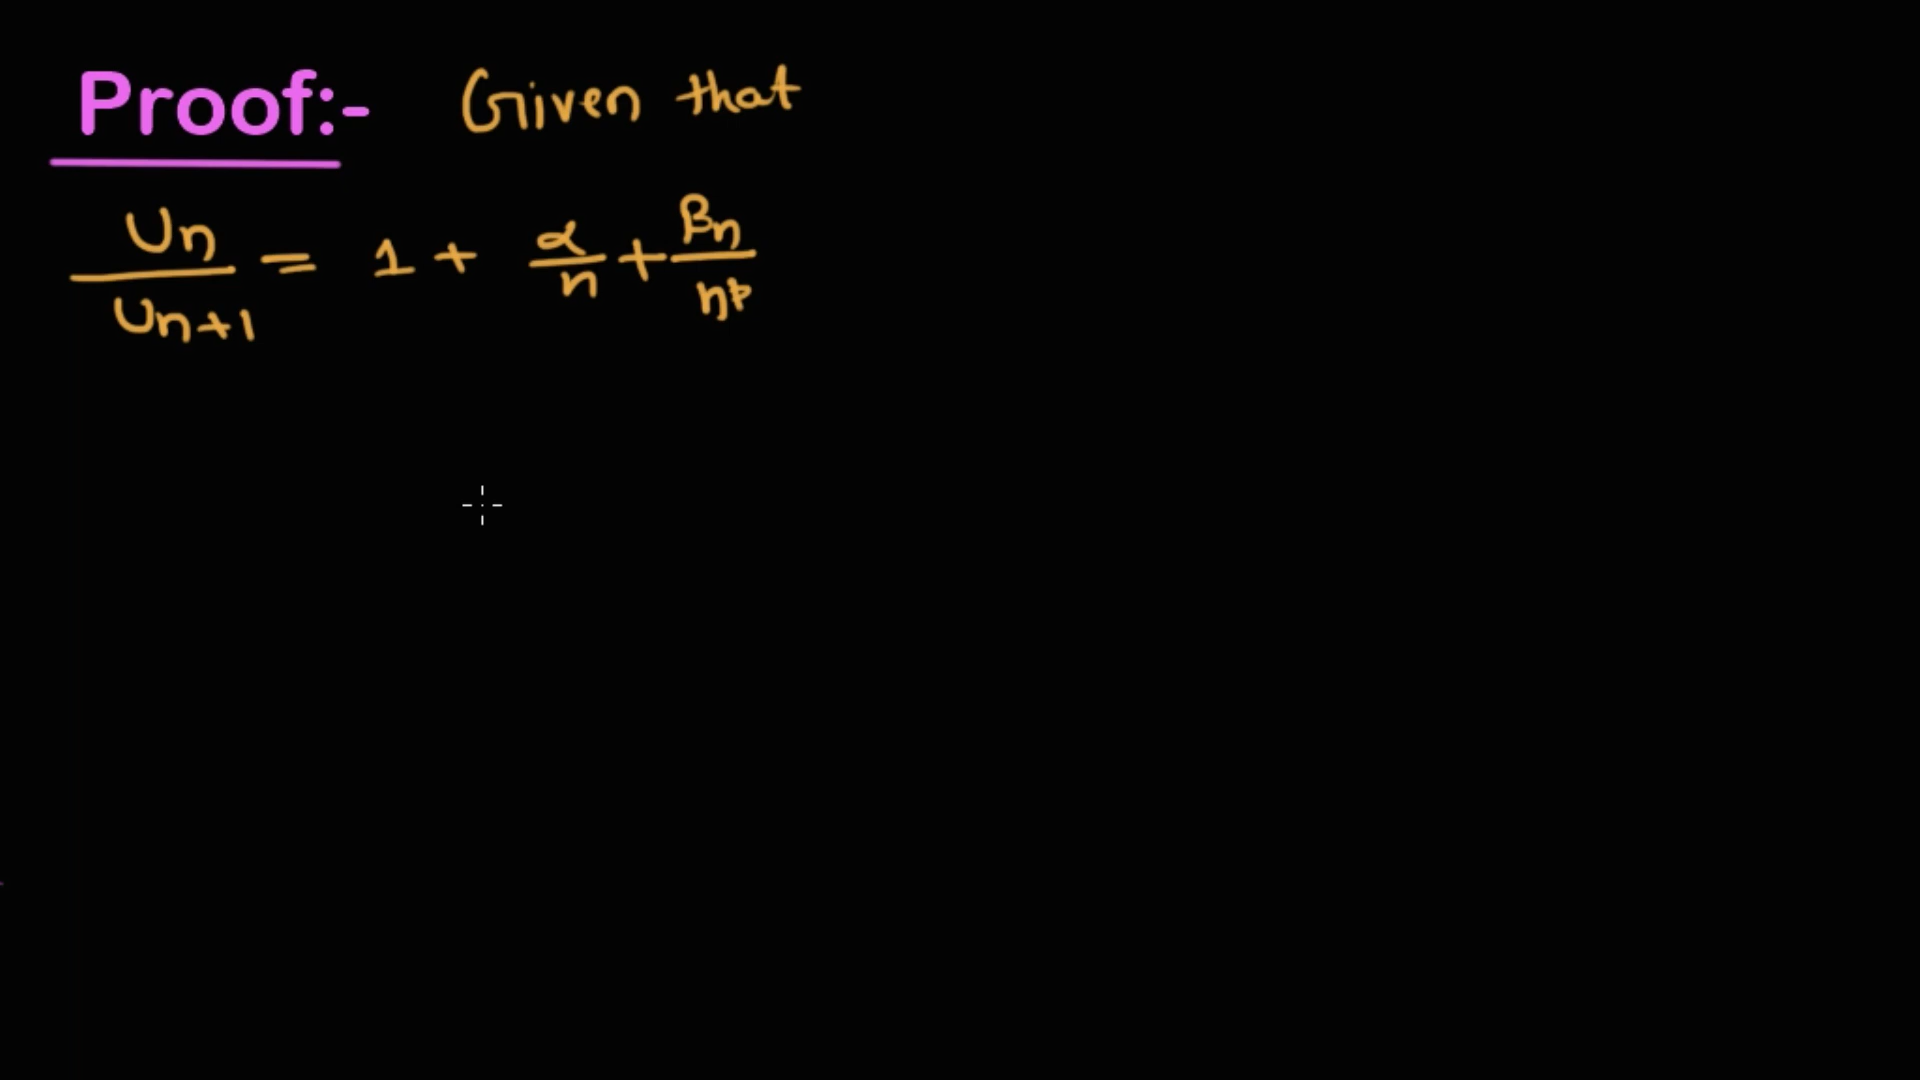 Proof:- Given that
Un/Un+1 = 1 + α/n + βn/n^p